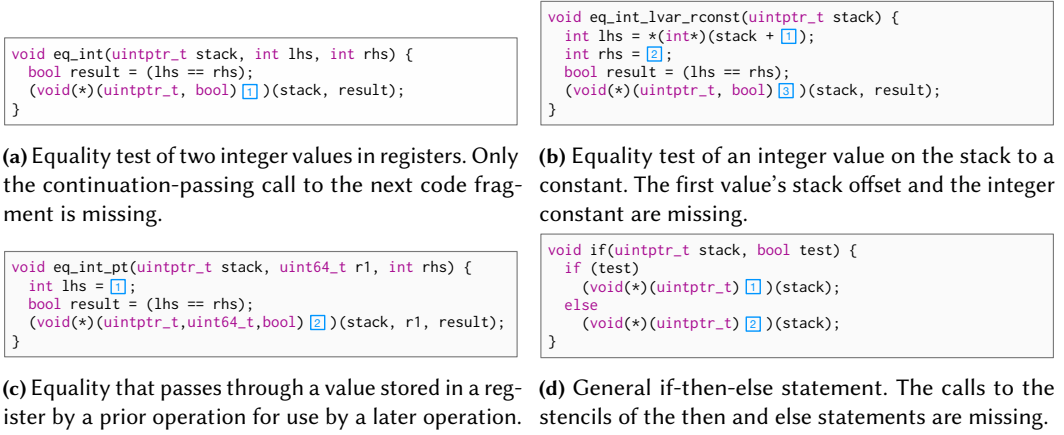 void eq_int(uintptr_t stack, int lhs, int rhs) {
  bool result = (lhs == rhs);
  (void(*)(uintptr_t, bool) 1 )(stack, result);
}
(a) Equality test of two integer values in registers. Only
the continuation-passing call to the next code frag-
ment is missing.
void eq_int_lvar_rconst(uintptr_t stack) {
  int lhs = *(int*)(stack + 1 );
  int rhs = 2 ;
  bool result = (lhs == rhs);
  (void(*)(uintptr_t, bool) 3 )(stack, result);
}
(b) Equality test of an integer value on the stack to a
constant. The first value's stack offset and the integer
constant are missing.
void eq_int_pt(uintptr_t stack, uint64_t r1, int rhs) {
  int lhs = 1 ;
  bool result = (lhs == rhs);
  (void(*)(uintptr_t,uint64_t,bool) 2 )(stack, r1, result);
}
(c) Equality that passes through a value stored in a reg-
ister by a prior operation for use by a later operation.
void if(uintptr_t stack, bool test) {
  if (test)
    (void(*)(uintptr_t) 1 )(stack);
  else
    (void(*)(uintptr_t) 2 )(stack);
}
(d) General if-then-else statement. The calls to the
stencils of the then and else statements are missing.